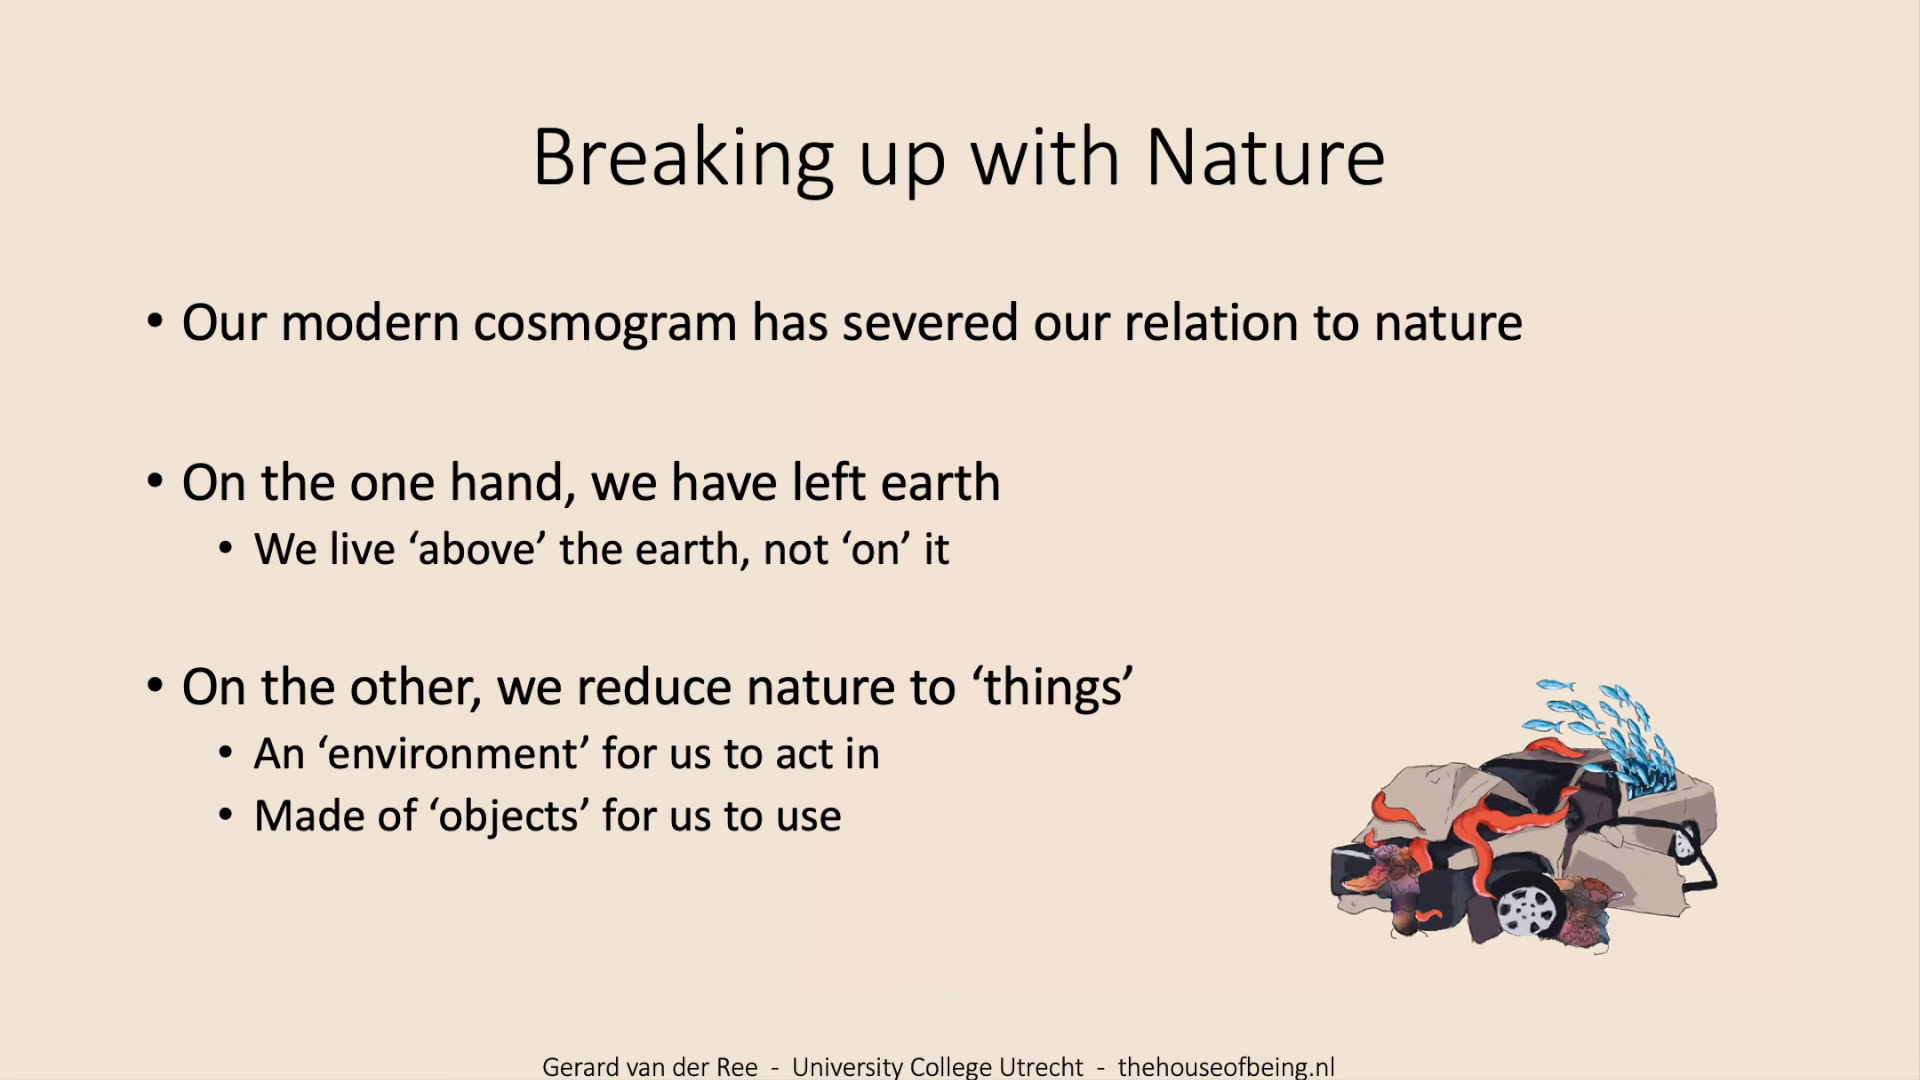 Breaking up with Nature
• Our modern cosmogram has severed our relation to nature
• On the one hand, we have left earth
• We live ‘above’ the earth, not ‘on’ it
• On the other, we reduce nature to ‘things’
• An ‘environment’ for us to act in
• Made of ‘objects’ for us to use
Gerard van der Ree - University College Utrecht - thehouseofbeing.nl